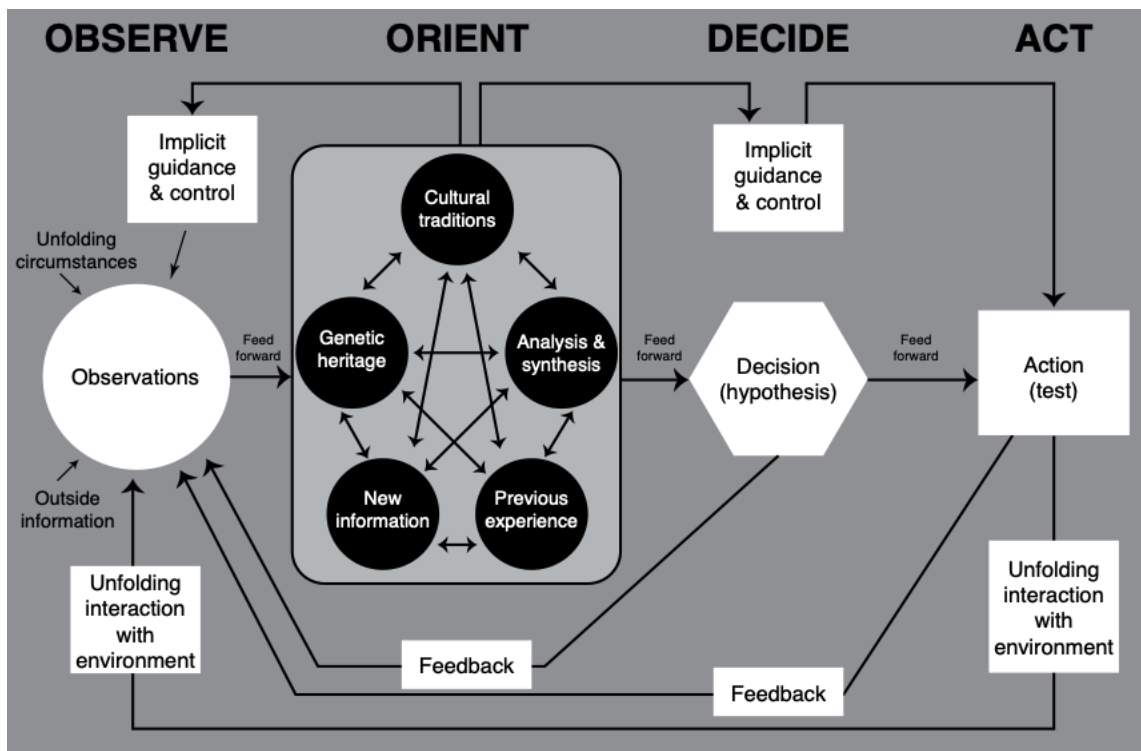 OBSERVE
ORIENT
DECIDE
ACT
Implicit
guidance
& control
Unfolding
circumstances
Observations
Outside
information
Unfolding
interaction
with
environment
Feed
forward
Cultural
traditions
Genetic
heritage
Analysis &
synthesis
New
information
Previous
experience
Feed
forward
Implicit
guidance
& control
Decision
(hypothesis)
Feed
forward
Action
(test)
Unfolding
interaction
with
environment
Feedback
Feedback